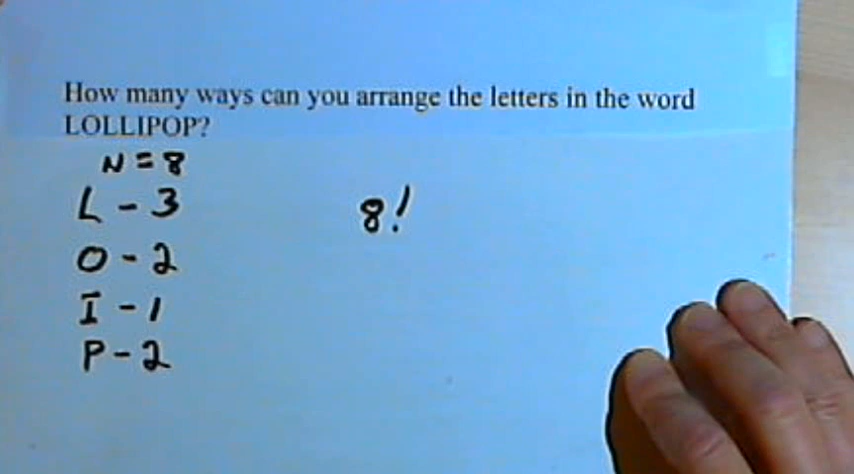 How many ways can you arrange the letters in the word
LOLLIPOP?
N = 8
L - 3
8!
O - 2
I - 1
P - 2